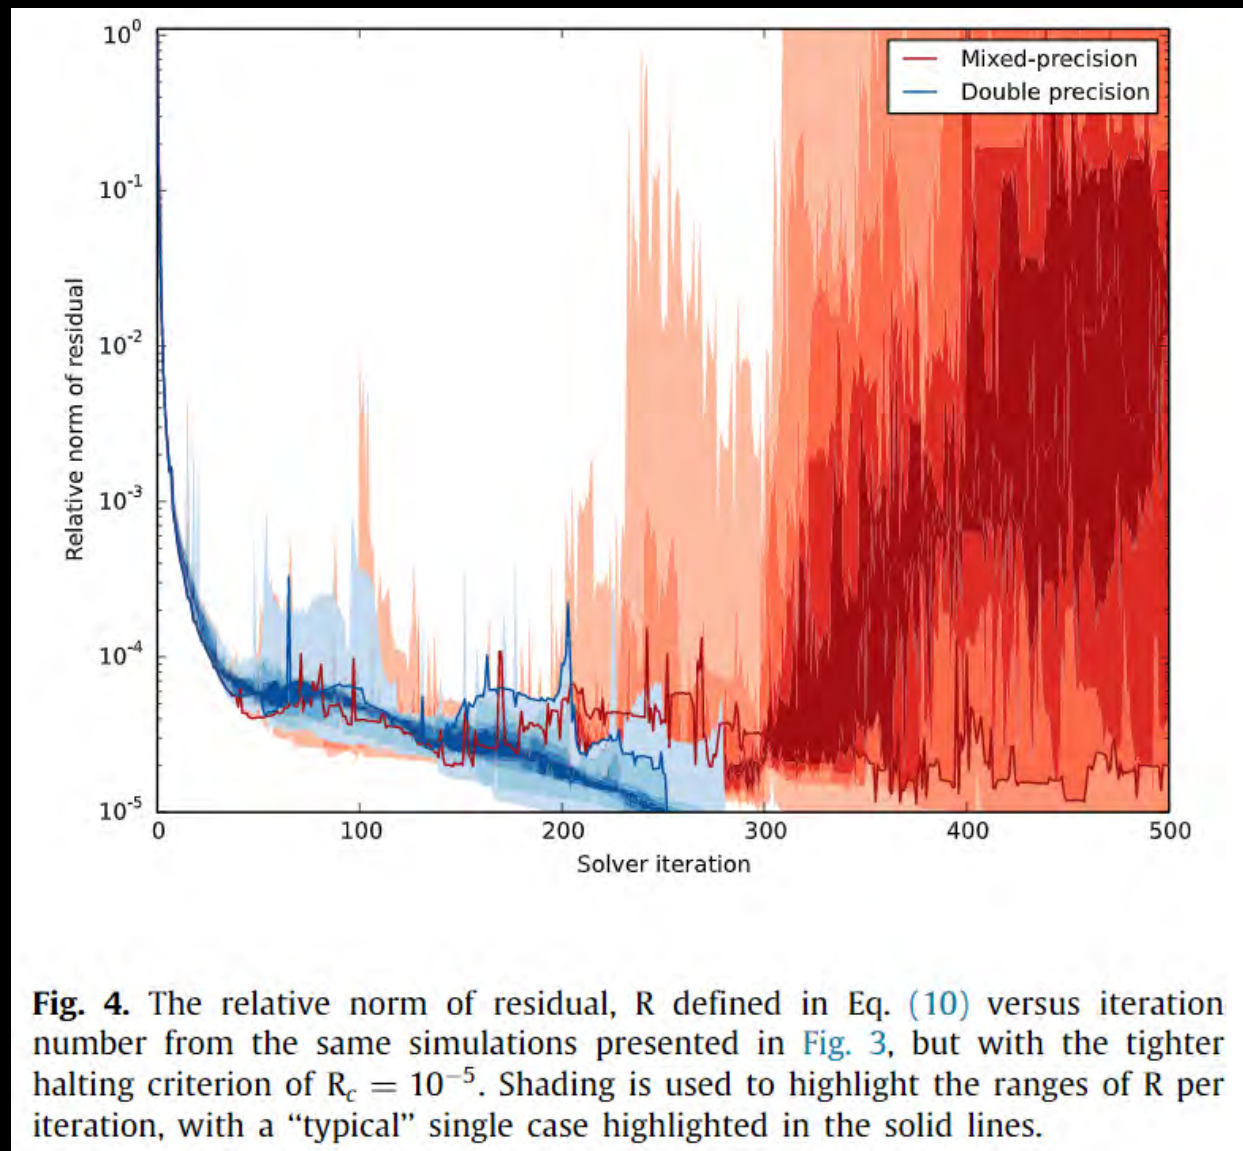 10^0
Mixed-precision
Double precision
10^-1
10^-2
10^-3
10^-4
10^-5
Relative norm of residual
0 100 200 300 400 500
Solver iteration
Fig. 4. The relative norm of residual, R defined in Eq. (10) versus iteration
number from the same simulations presented in Fig. 3, but with the tighter
halting criterion of R_c = 10^−5. Shading is used to highlight the ranges of R per
iteration, with a “typical” single case highlighted in the solid lines.